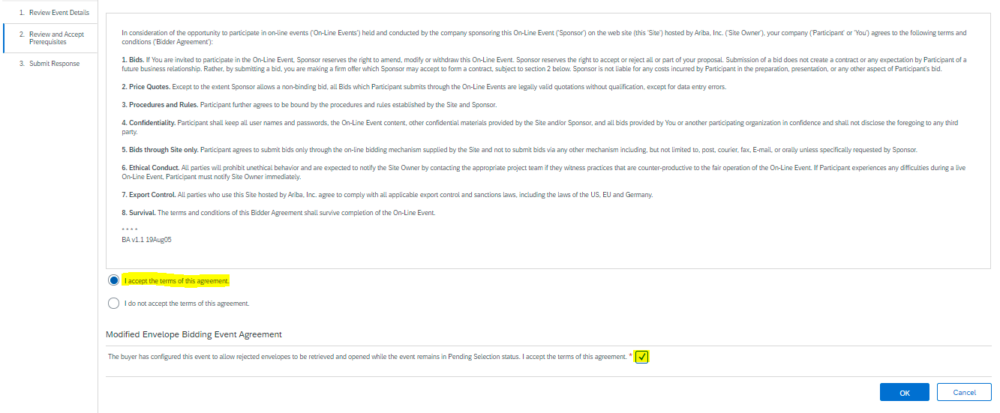 1. Review Event Details
2. Review and Accept
Prerequisites
3. Submit Response
In consideration of the opportunity to participate in on-line events ('On-Line Events') held and conducted by the company sponsoring this On-Line Event ('Sponsor') on the web site (this 'Site') hosted by Ariba, Inc. ('Site Owner'), your company ('Participant' or 'You') agrees to the following terms and
conditions ('Bidder Agreement'):
1. Bids. If You are invited to participate in the On-Line Event, Sponsor reserves the right to amend, modify or withdraw this On-Line Event. Sponsor reserves the right to accept or reject all or part of your proposal. Submission of a bid does not create a contract or any expectation by Participant of a
future business relationship. Rather, by submitting a bid, you are making a firm offer which Sponsor may accept to form a contract, subject to section 2 below. Sponsor is not liable for any costs incurred by Participant in the preparation, presentation, or any other aspect of Participant's bid.
2. Price Quotes. Except to the extent Sponsor allows a non-binding bid, all Bids which Participant submits through the On-Line Events are legally valid quotations without qualification, except for data entry errors.
3. Procedures and Rules. Participant further agrees to be bound by the procedures and rules established by the Site and Sponsor.
4. Confidentiality. Participant shall keep all user names and passwords, the On-Line Event content, other confidential materials provided by the Site and/or Sponsor, and all bids provided by You or another participating organization in confidence and shall not disclose the foregoing to any third
party.
5. Bids through Site only. Participant agrees to submit bids only through the on-line bidding mechanism supplied by the Site and not to submit bids via any other mechanism including, but not limited to, post, courier, fax, E-mail, or orally unless specifically requested by Sponsor.
6. Ethical Conduct. All parties will prohibit unethical behavior and are expected to notify the Site Owner by contacting the appropriate project team if they witness practices that are counter-productive to the fair operation of the On-Line Event. If Participant experiences any difficulties during a live
On-Line Event, Participant must notify Site Owner immediately.
7. Export Control. All parties who use this Site hosted by Ariba, Inc. agree to comply with all applicable export control and sanctions laws, including the laws of the US, EU and Germany.
8. Survival. The terms and conditions of this Bidder Agreement shall survive completion of the On-Line Event.
* * * *
BA v1.1 19Aug05
I accept the terms of this agreement.
I do not accept the terms of this agreement.
Modified Envelope Bidding Event Agreement
The buyer has configured this event to allow rejected envelopes to be retrieved and opened while the event remains in Pending Selection status. I accept the terms of this agreement. *
OK Cancel